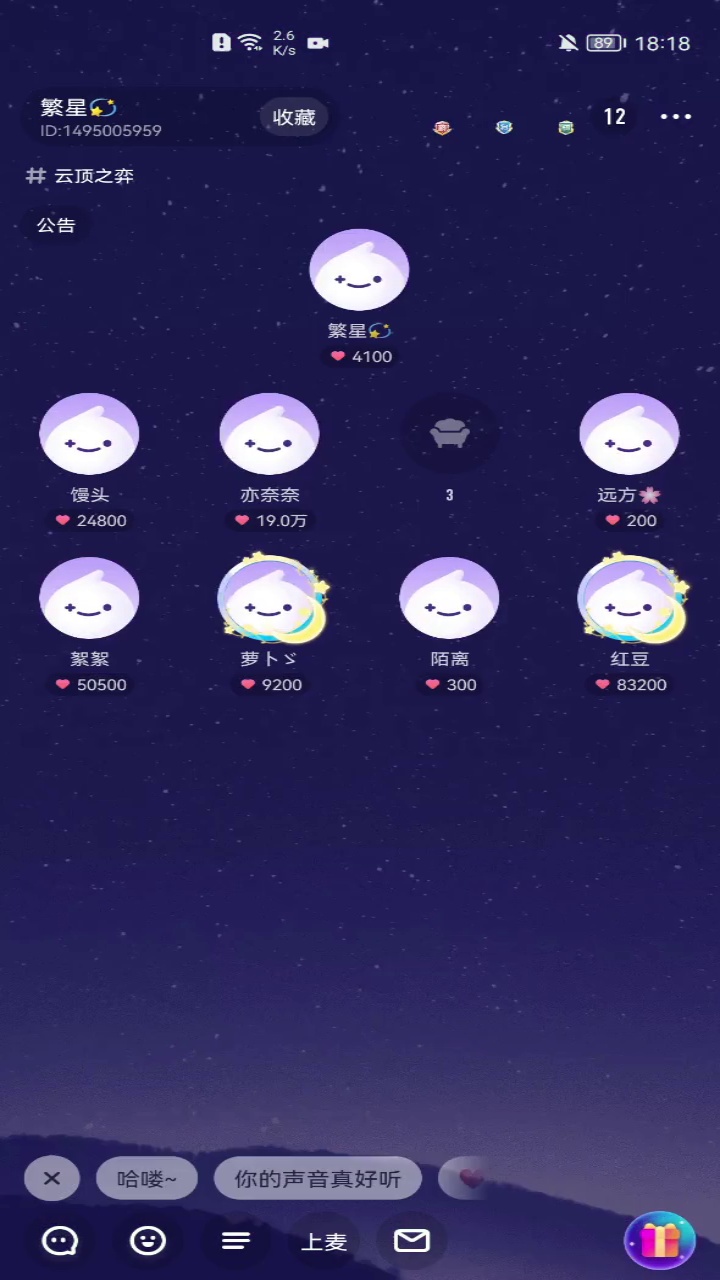 2.6
K/s
89
18:18
繁星💫
ID:1495005959
收藏
12
# 云顶之弈
公告
繁星💫
4100
馒头
亦奈奈
3
远方🌸
24800
19.0万
200
絮絮
萝卜ゞ
陌离
红豆
50500
9200
300
83200
哈喽~
你的声音真好听
上麦